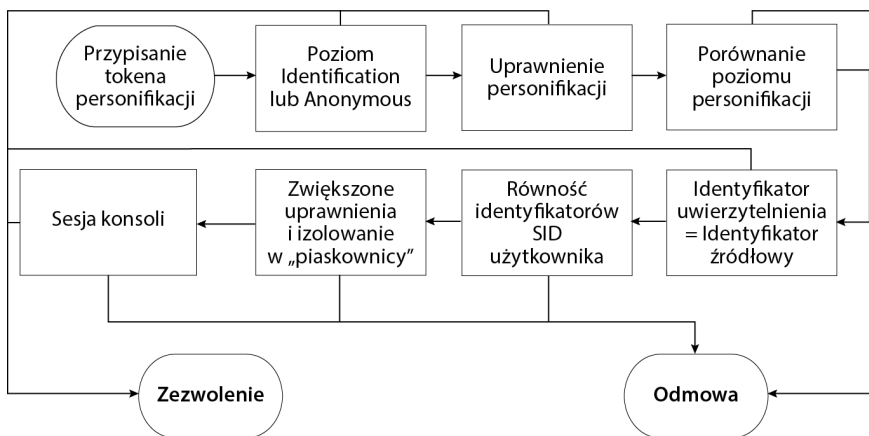 Przypisanie
tokena
personifikacji
Poziom
Identification
lub Anonymous
Uprawnienie
personifikacji
Porównanie
poziomu
personifikacji
Sesja konsoli
Zwiększone
uprawnienia
i izolowanie
w „piaskownicy”
Równość
identyfikatorów
SID
użytkownika
Identyfikator
uwierzytelnienia
= Identyfikator
źródłowy
Zezwolenie
Odmowa